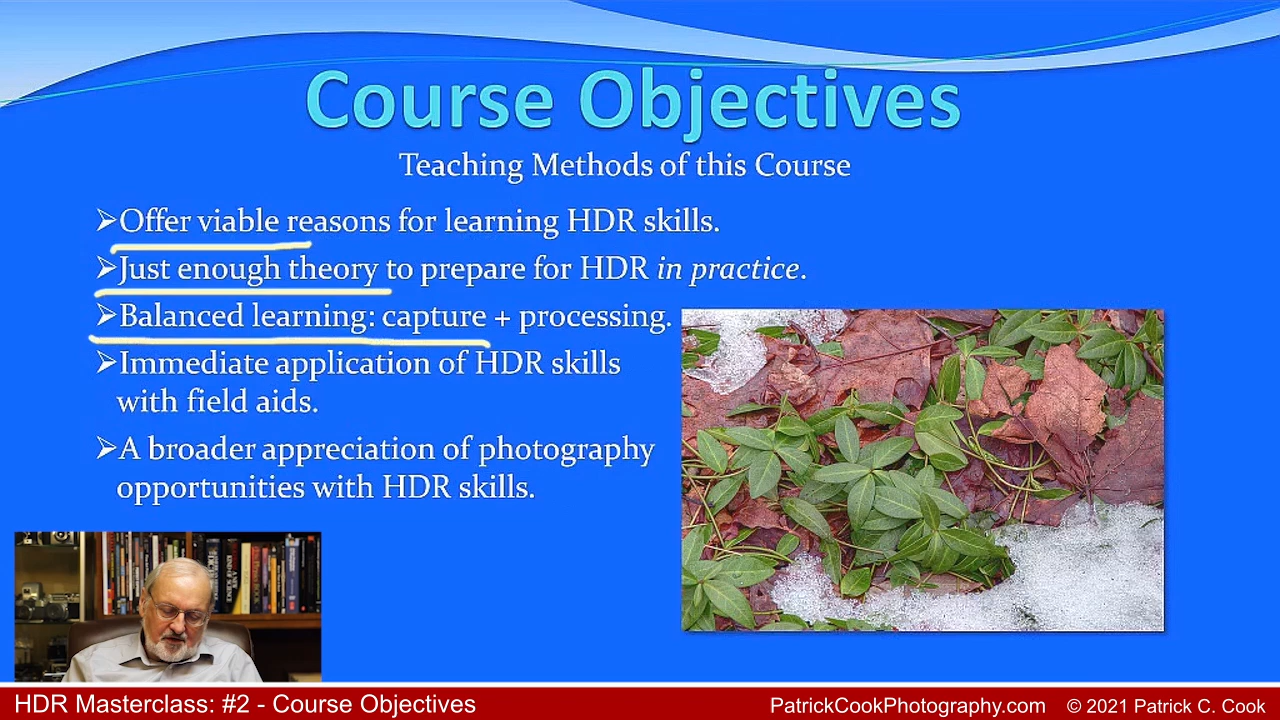 Course Objectives
Teaching Methods of this Course
➢Offer viable reasons for learning HDR skills.
➢Just enough theory to prepare for HDR in practice.
➢Balanced learning: capture + processing.
➢Immediate application of HDR skills
with field aids.
➢A broader appreciation of photography
opportunities with HDR skills.
HDR Masterclass: #2 - Course Objectives
PatrickCookPhotography.com © 2021 Patrick C. Cook